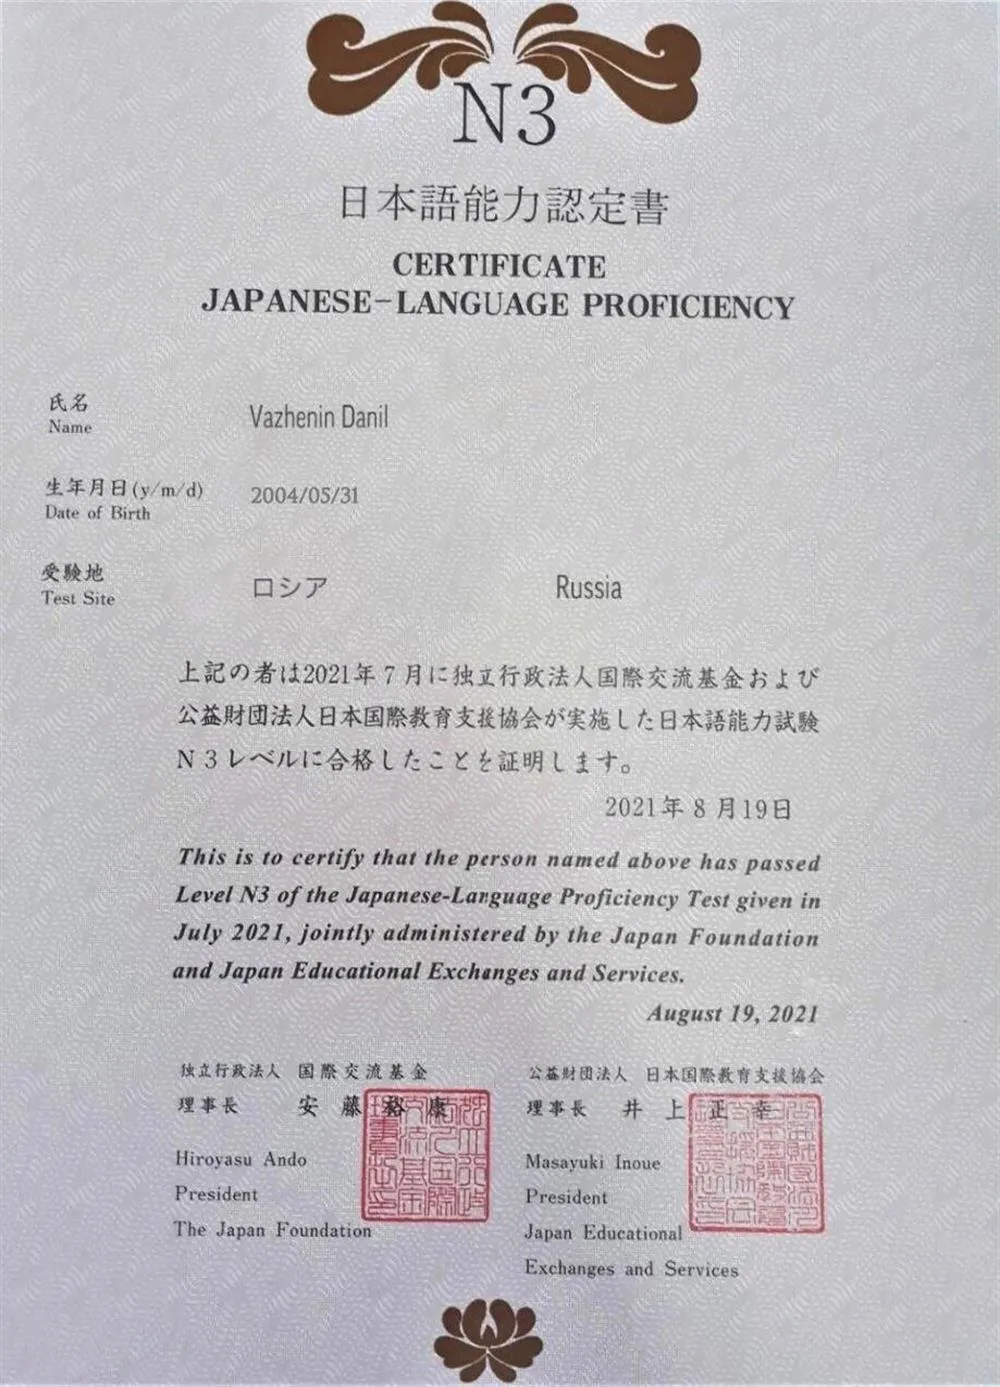 N3
日本語能力認定書
CERTIFICATE
JAPANESE-LANGUAGE PROFICIENCY
氏名
Name
Vazhenin Danil
生年月日(y/m/d)
Date of Birth
2004/05/31
受験地
Test Site
ロシア
Russia
上記の者は2021年7月に独立行政法人国際交流基金および
公益財団法人日本国際教育支援協会が実施した日本語能力試験
N3レベルに合格したことを証明します。
2021年8月19日
This is to certify that the person named above has passed
Level N3 of the Japanese-Language Proficiency Test given in
July 2021, jointly administered by the Japan Foundation
and Japan Educational Exchanges and Services.
August 19, 2021
独立行政法人 国際交流基金
理事長 安藤裕康
Hiroyasu Ando
President
The Japan Foundation
公益財団法人 日本国際教育支援協会
理事長 井上正幸
Masayuki Inoue
President
Japan Educational
Exchanges and Services